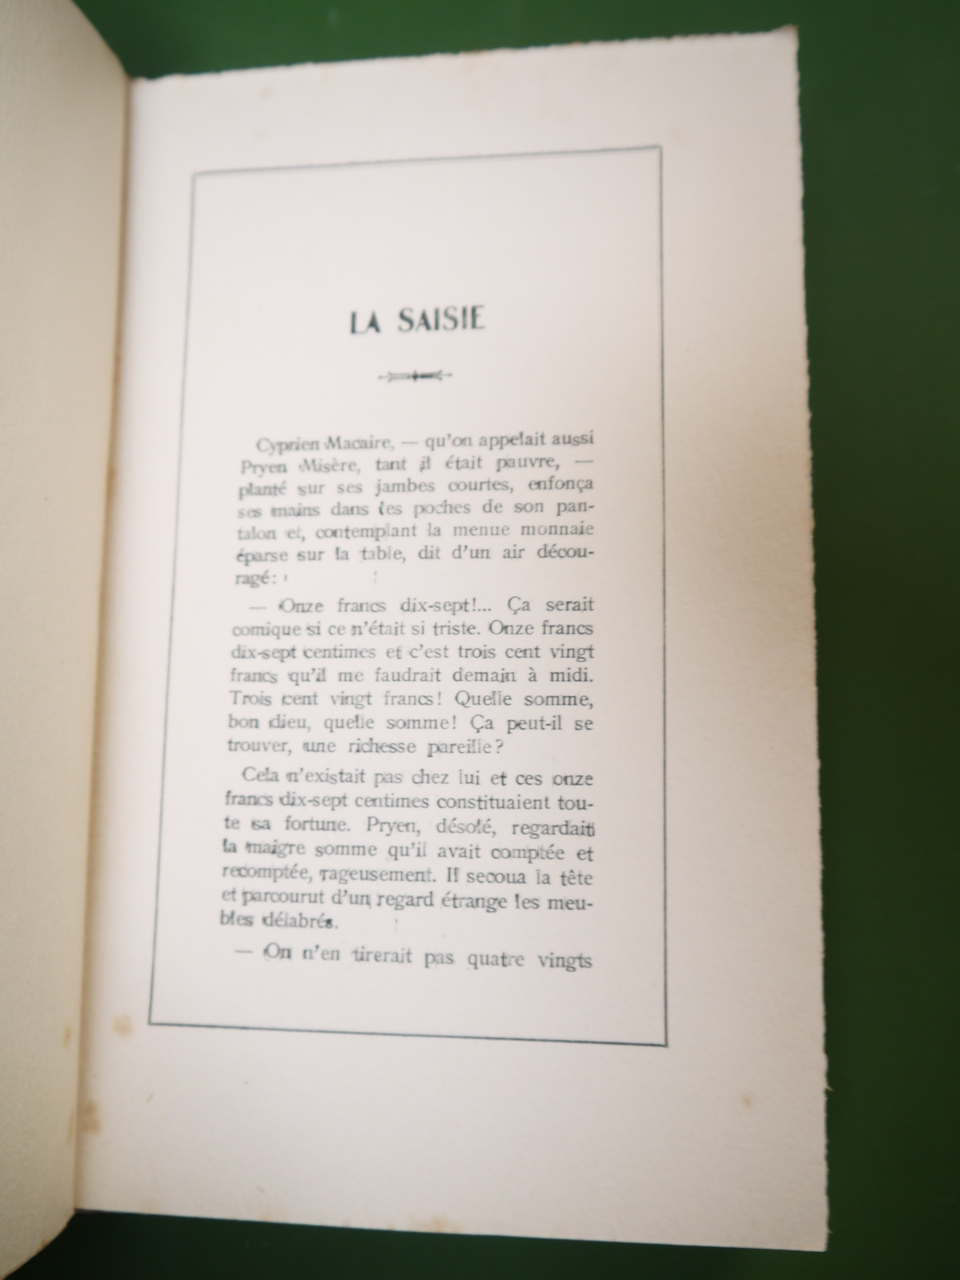 LA SAISIE
Cyprien Macaire, — qu'on appelait aussi
Pryen Misère, tant il était pauvre, —
planté sur ses jambes courtes, enfonça
ses mains dans les poches de son pan-
talon et, contemplant la menue monnaie
éparse sur la table, dit d'un air décou-
ragé:
— Onze francs dix-sept!... Ça serait
comique si ce n'était si triste. Onze francs
dix-sept centimes et c'est trois cent vingt
francs qu'il me faudrait demain à midi.
Trois cent vingt francs! Quelle somme,
bon dieu, quelle somme! Ça peut-il se
trouver, une richesse pareille?
Cela n'existait pas chez lui et ces onze
francs dix-sept centimes constituaient tou-
te sa fortune. Pryen, désolé, regardait
la maigre somme qu'il avait comptée et
recomptée, rageusement. Il secoua la tête
et parcourut d'un regard étrange les meu-
bles délabrés.
— On n'en tirerait pas quatre vingts